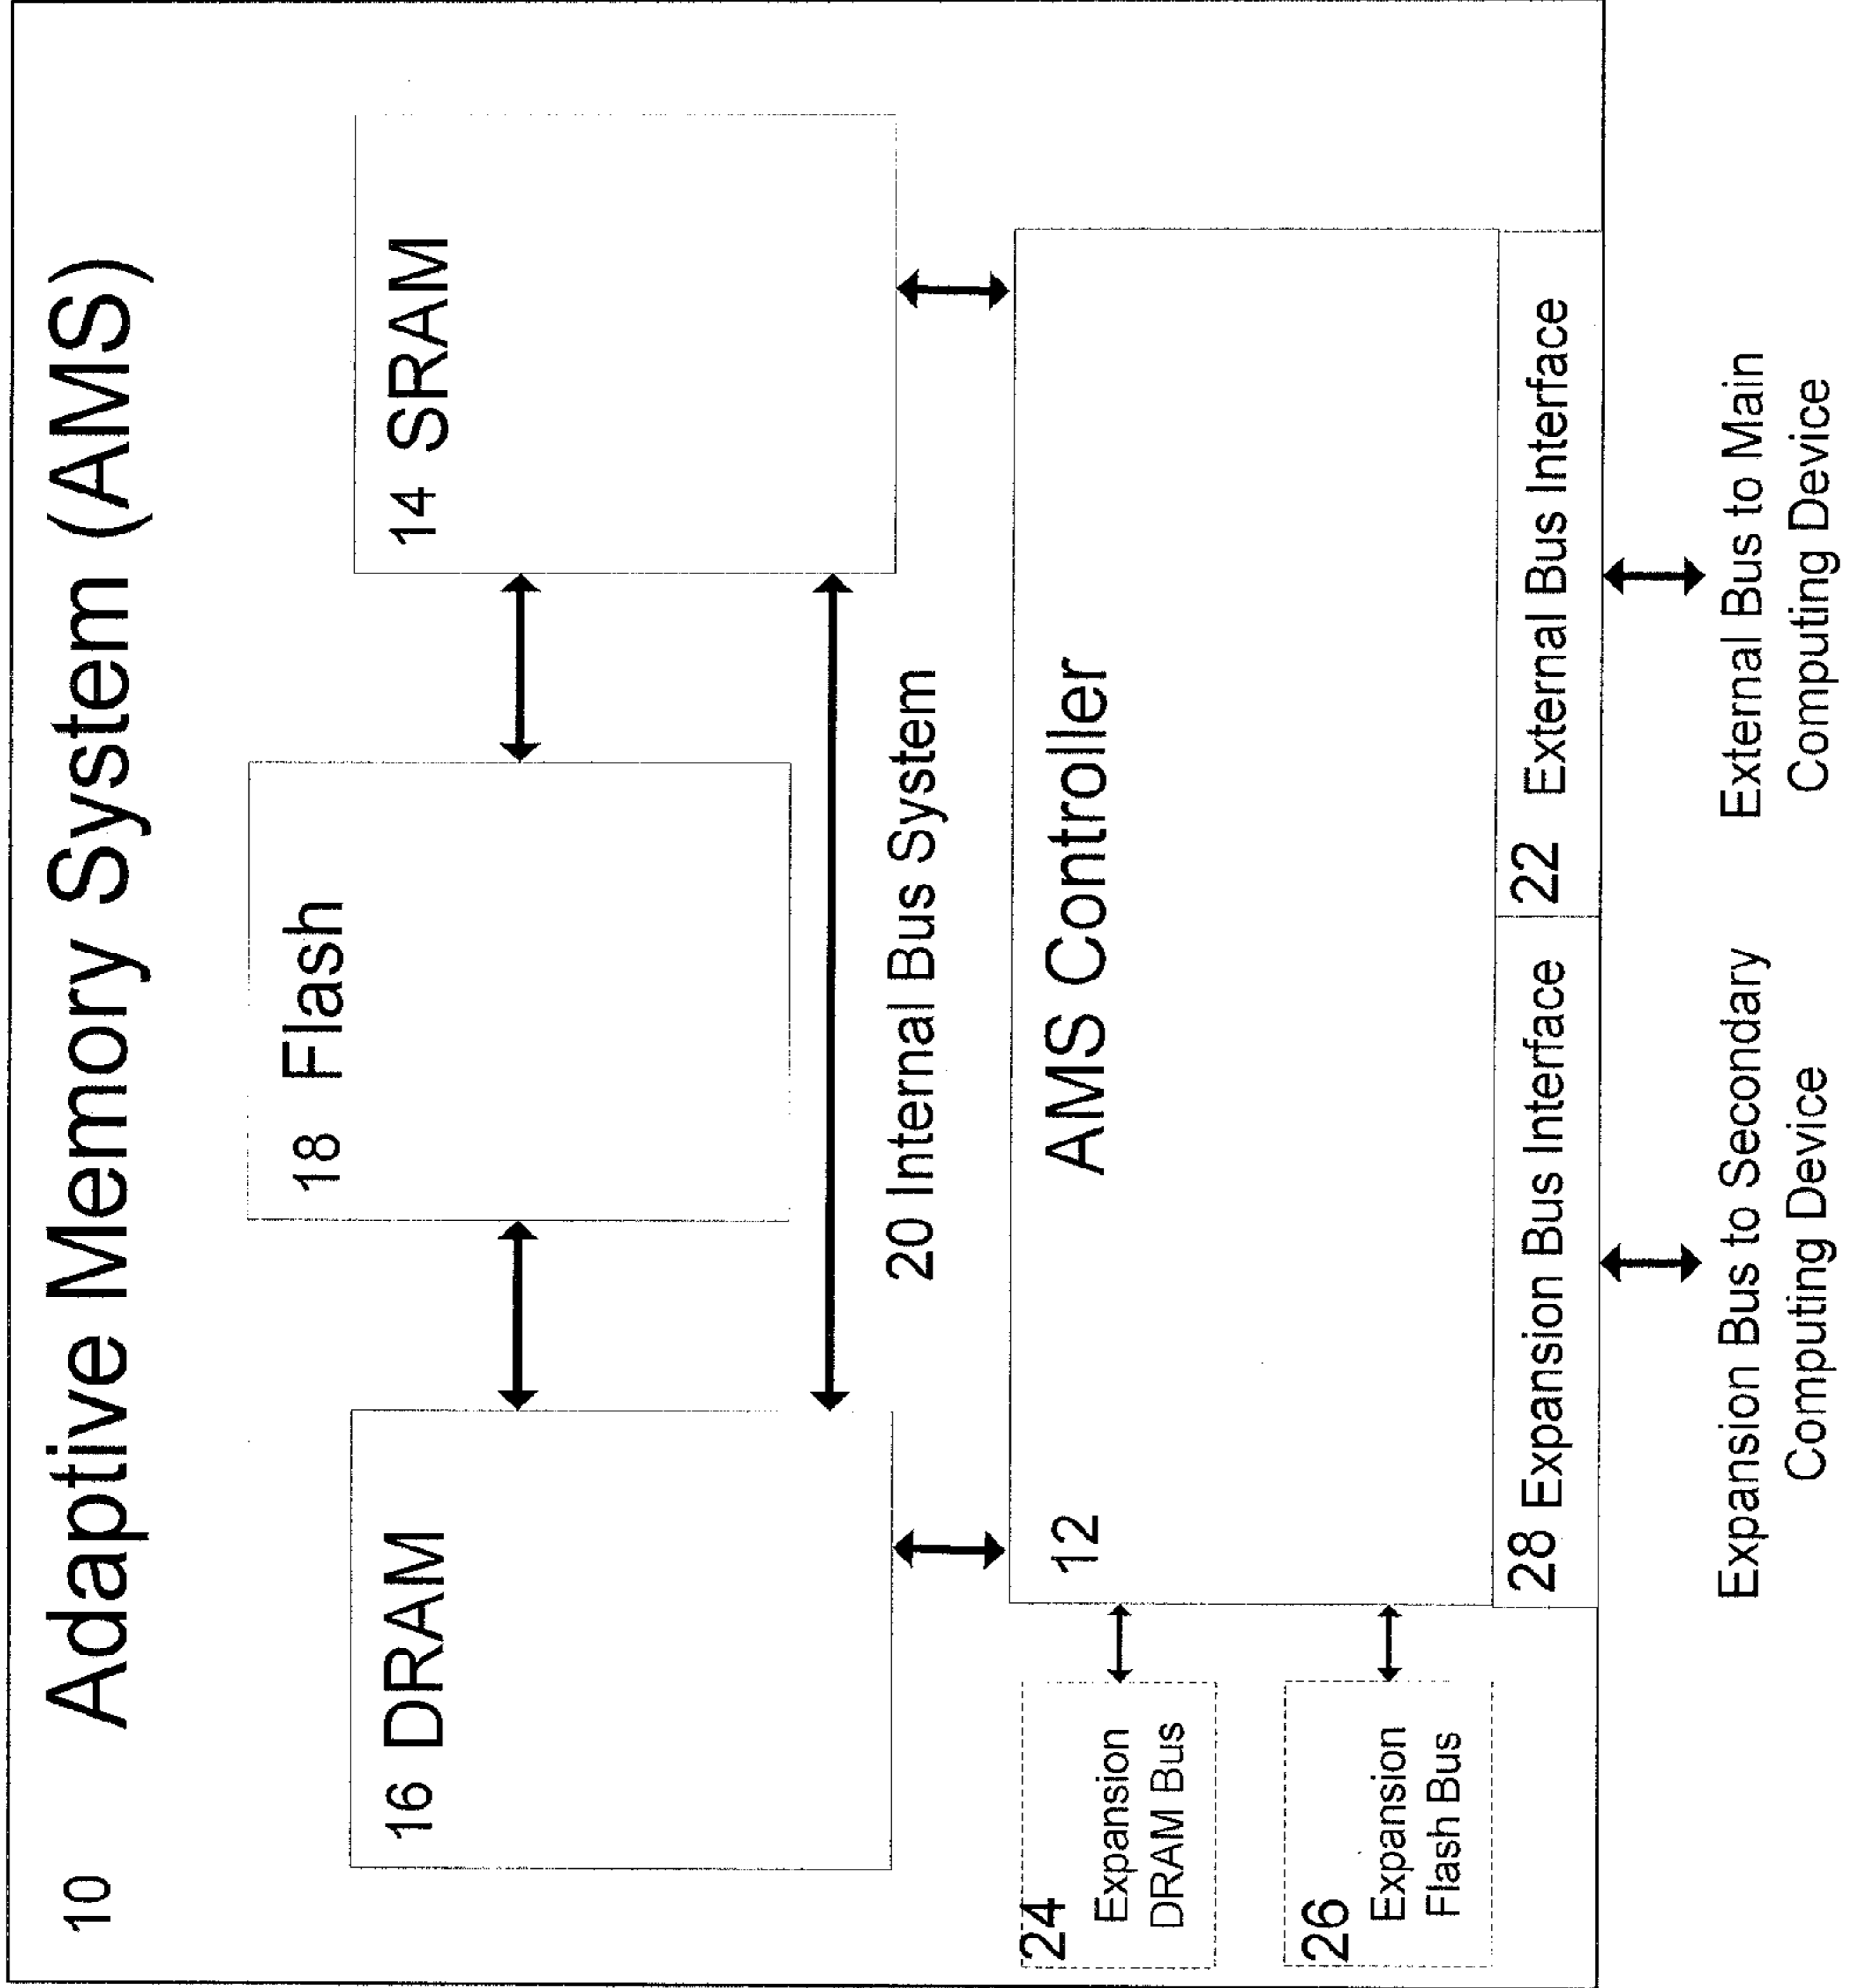 10 Adaptive Memory System (AMS)
18 Flash
16 DRAM
14 SRAM
20 Internal Bus System
12
AMS Controller
24
Expansion
DRAM Bus
26
Expansion
Flash Bus
28 Expansion Bus Interface
22 External Bus Interface
Expansion Bus to Secondary
Computing Device
External Bus to Main
Computing Device